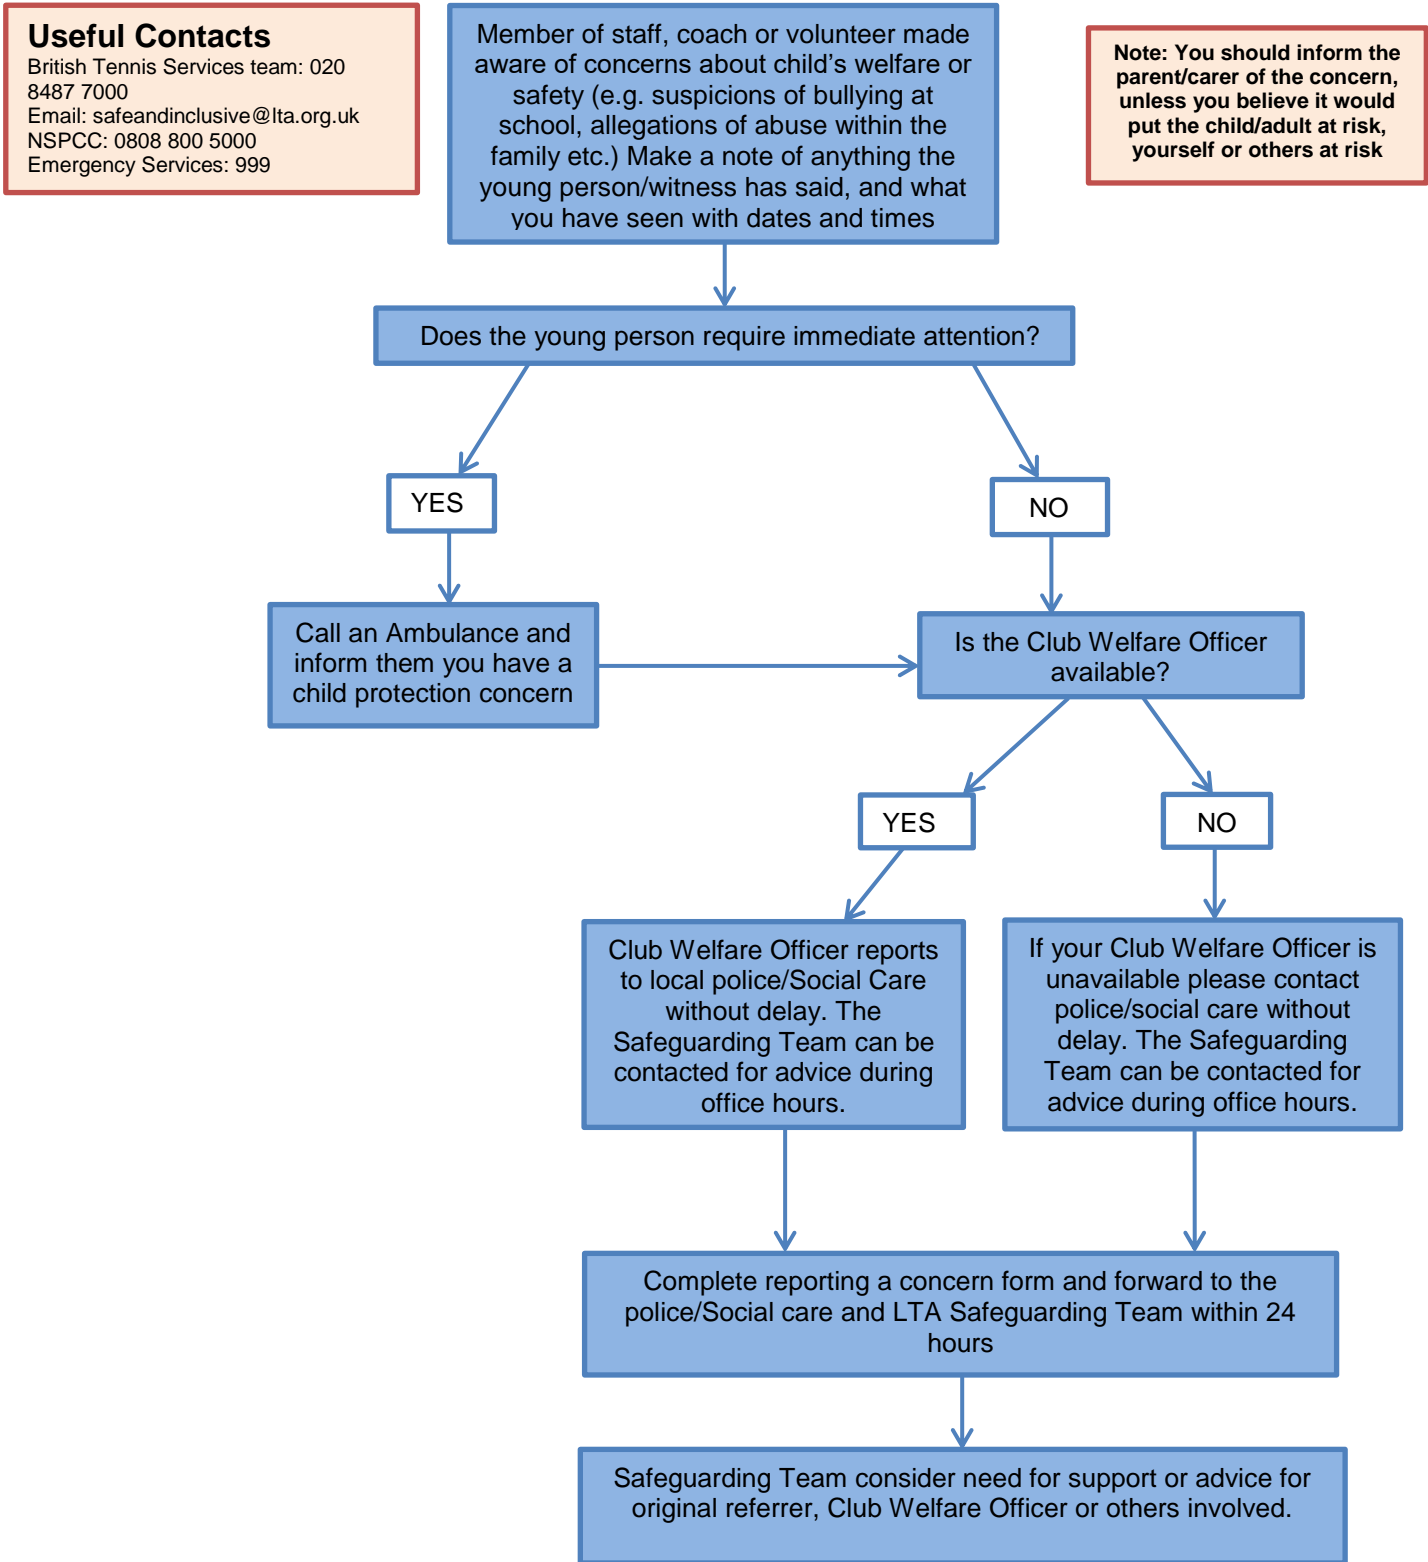 Useful Contacts
British Tennis Services team: 020
8487 7000
Email: safeandinclusive@lta.org.uk
NSPCC: 0808 800 5000
Emergency Services: 999
Member of staff, coach or volunteer made
aware of concerns about child’s welfare or
safety (e.g. suspicions of bullying at
school, allegations of abuse within the
family etc.) Make a note of anything the
young person/witness has said, and what
you have seen with dates and times
Note: You should inform the
parent/carer of the concern,
unless you believe it would
put the child/adult at risk,
yourself or others at risk
Does the young person require immediate attention?
YES
NO
Call an Ambulance and
inform them you have a
child protection concern
Is the Club Welfare Officer
available?
YES
NO
Club Welfare Officer reports
to local police/Social Care
without delay. The
Safeguarding Team can be
contacted for advice during
office hours.
If your Club Welfare Officer is
unavailable please contact
police/social care without
delay. The Safeguarding
Team can be contacted for
advice during office hours.
Complete reporting a concern form and forward to the
police/Social care and LTA Safeguarding Team within 24
hours
Safeguarding Team consider need for support or advice for
original referrer, Club Welfare Officer or others involved.